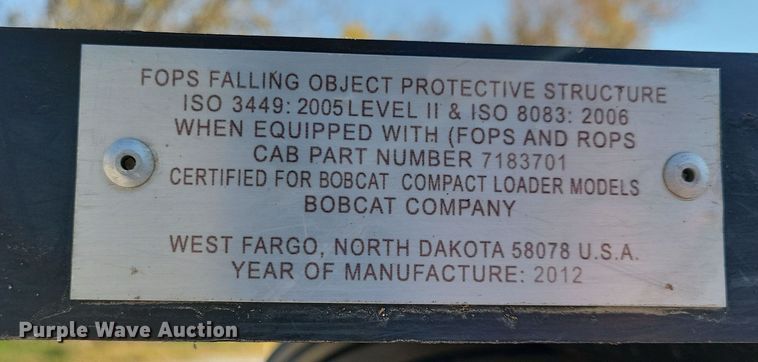 FOPS FALLING OBJECT PROTECTIVE STRUCTURE
ISO 3449: 2005 LEVEL II & ISO 8083: 2006
WHEN EQUIPPED WITH (FOPS AND ROPS
CAB PART NUMBER 7183701
CERTIFIED FOR BOBCAT COMPACT LOADER MODELS
BOBCAT COMPANY
WEST FARGO, NORTH DAKOTA 58078 U.S.A.
YEAR OF MANUFACTURE: 2012
Purple Wave Auction